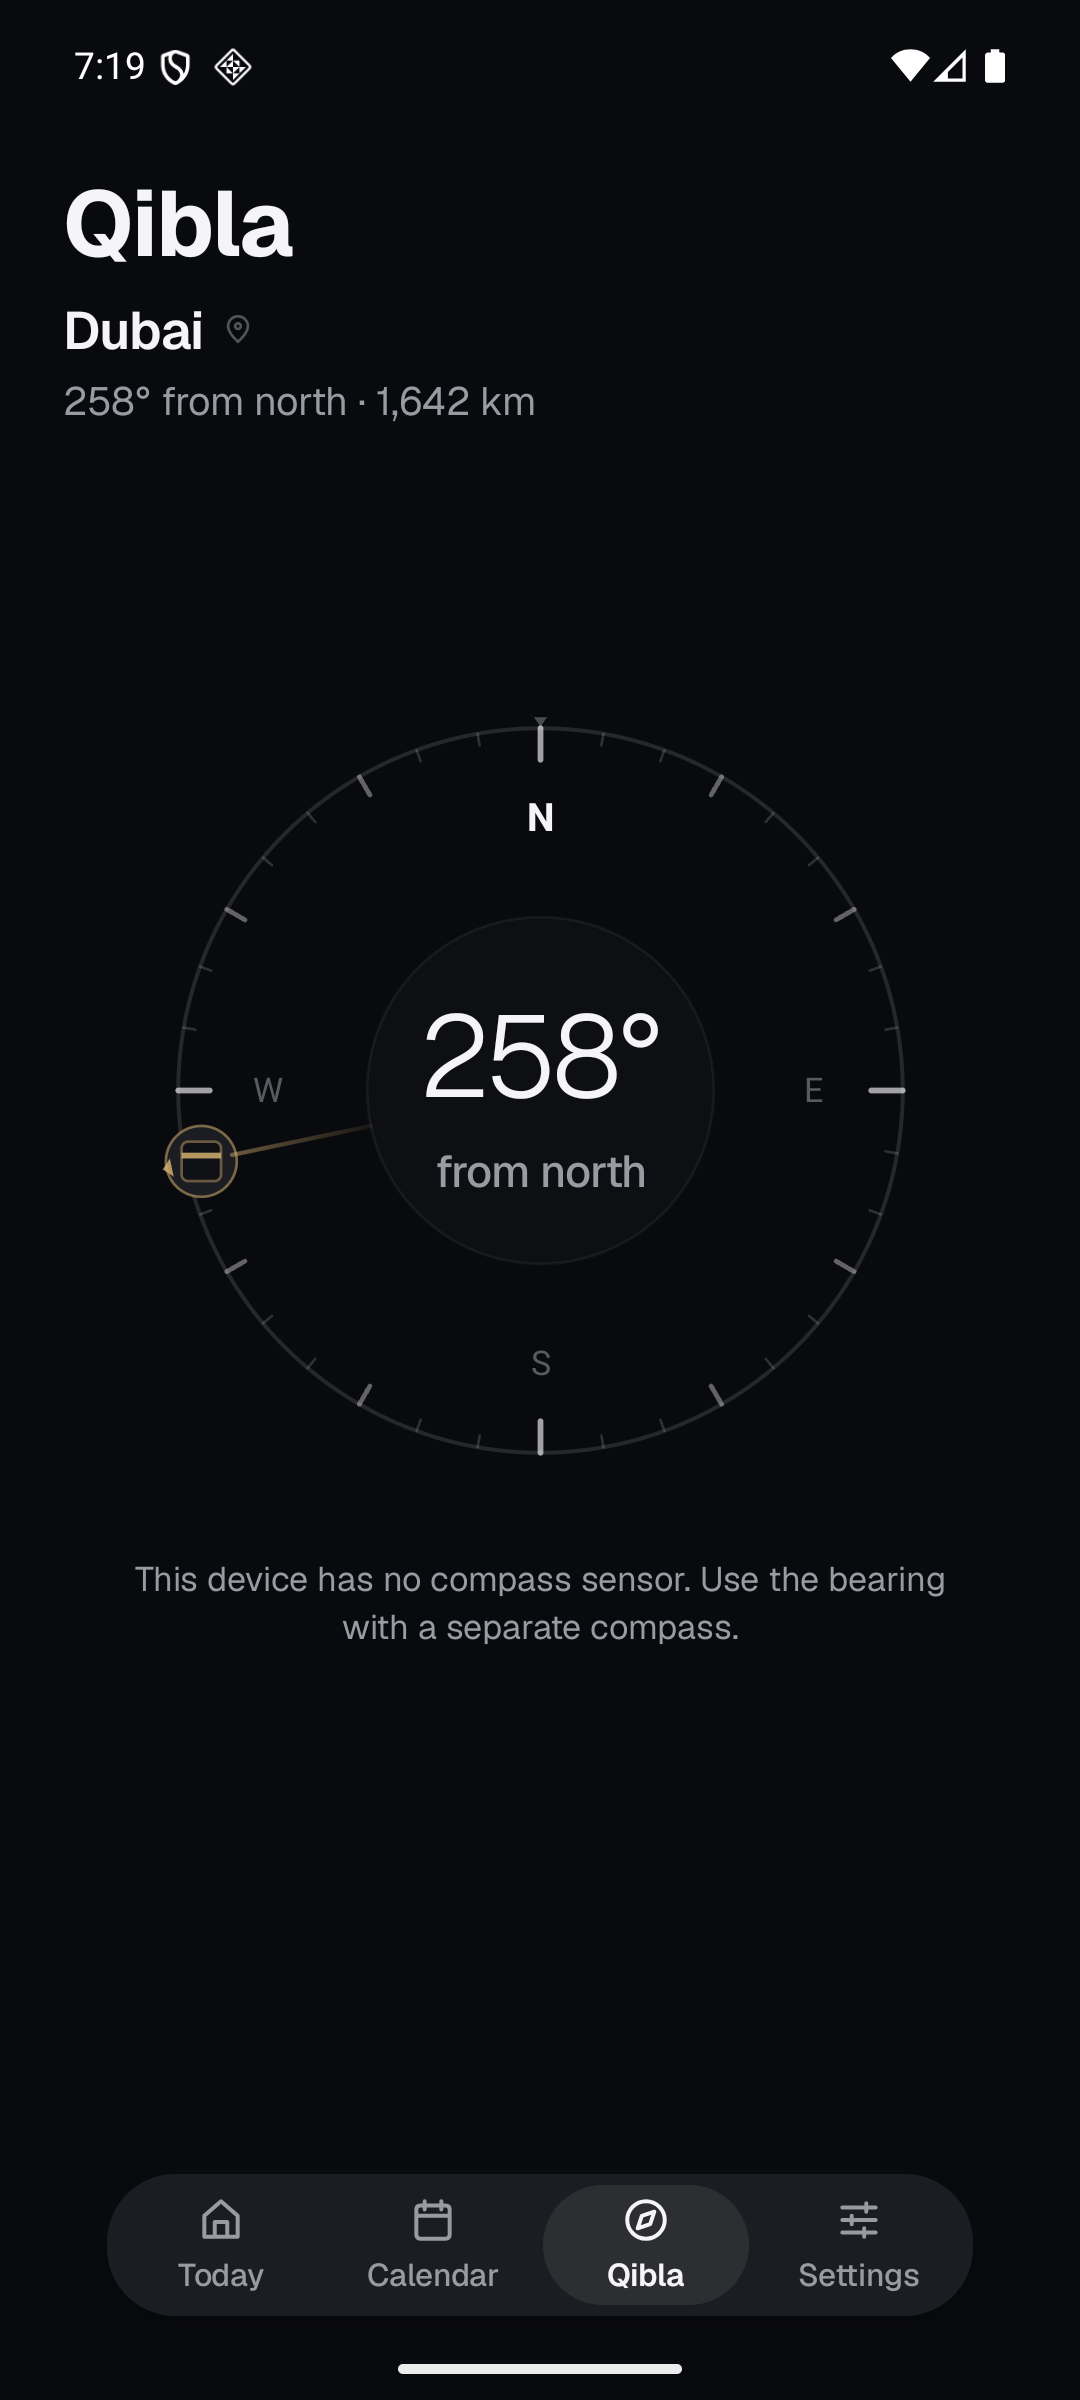 7:19
Qibla
Dubai
258° from north · 1,642 km
N
W
E
258°
from north
S
This device has no compass sensor. Use the bearing
with a separate compass.
Today
Calendar
Qibla
Settings